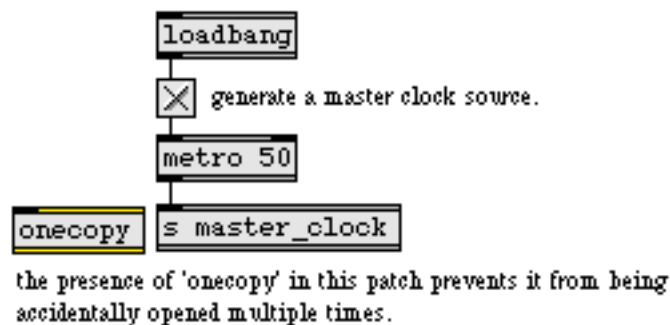 loadbang
generate a master clock source.
metro 50
onecopy
s master_clock
the presence of 'onecopy' in this patch prevents it from being
accidentally opened multiple times.